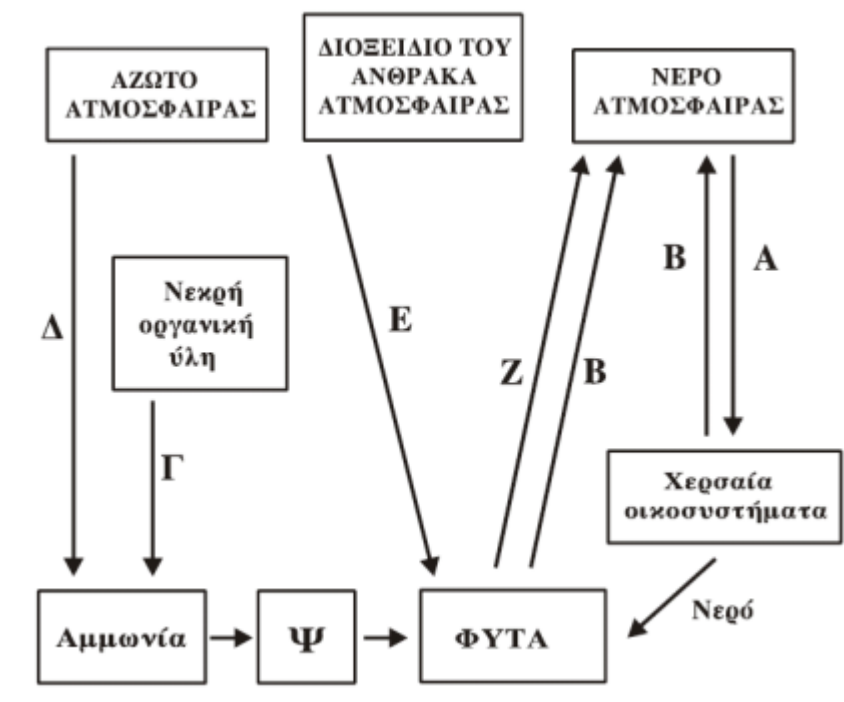 ΑΖΩΤΟ
ΑΤΜΟΣΦΑΙΡΑΣ
ΔΙΟΞΕΙΔΙΟ ΤΟΥ
ΑΝΘΡΑΚΑ
ΑΤΜΟΣΦΑΙΡΑΣ
ΝΕΡΟ
ΑΤΜΟΣΦΑΙΡΑΣ
Νεκρή
οργανική
ύλη
Δ
Γ
Ε
Ζ
Β
Β
Α
Χερσαία
οικοσυστήματα
Νερό
Αμμωνία
Ψ
ΦΥΤΑ